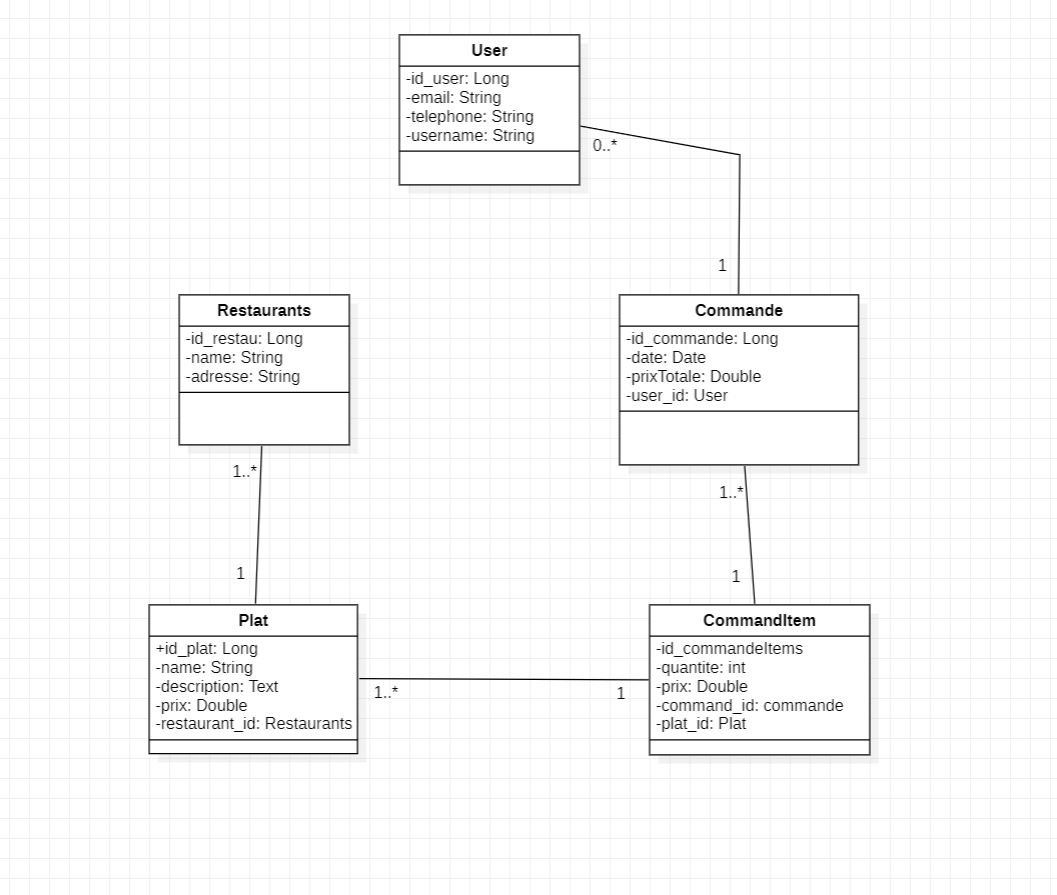 User
-id_user: Long
-email: String
-telephone: String
-username: String
0..*
1
Restaurants
-id_restau: Long
-name: String
-adresse: String
Commande
-id_commande: Long
-date: Date
-prixTotale: Double
-user_id: User
1..*
1
1..*
1
Plat
+id_plat: Long
-name: String
-description: Text
-prix: Double
-restaurant_id: Restaurants
1..*
1
CommandItem
-id_commandeItems
-quantite: int
-prix: Double
-command_id: commande
-plat_id: Plat